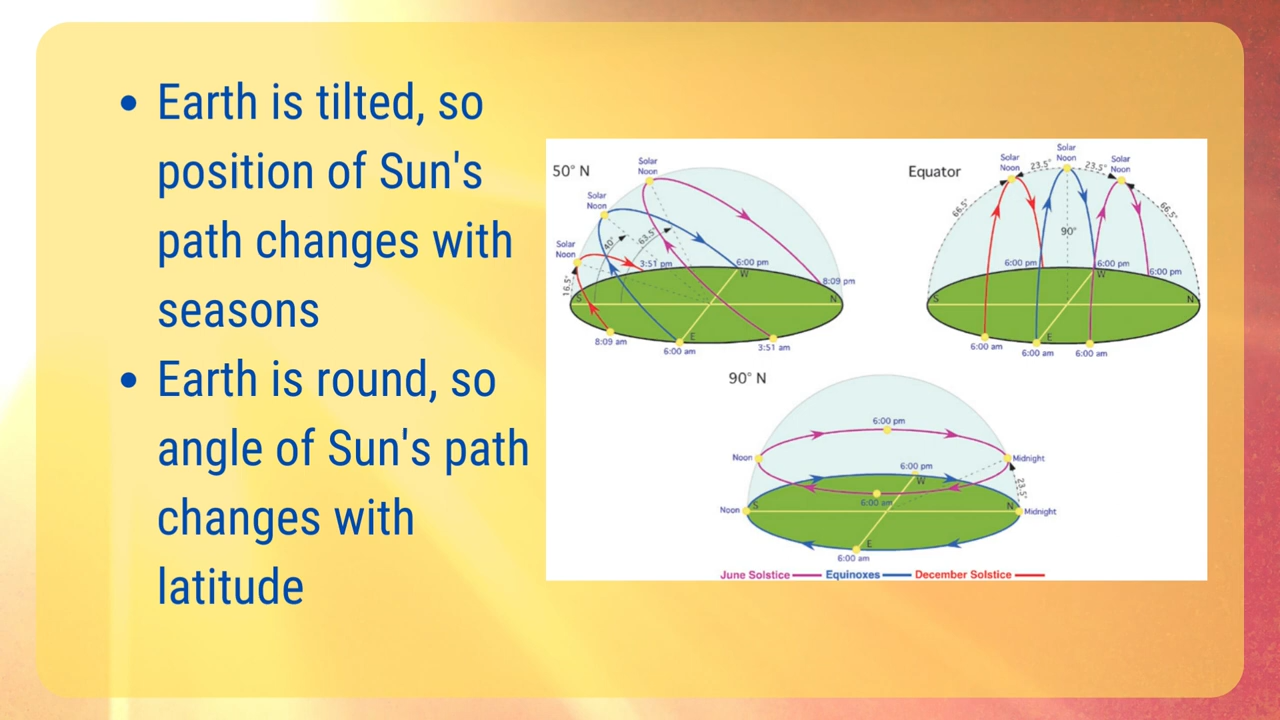 • Earth is tilted, so
position of Sun's
path changes with
seasons
• Earth is round, so
angle of Sun's path
changes with
latitude
50° N
Solar
Noon
Solar
Noon
Solar
Noon
16.5°
40°
63.5°
3:51 pm
6:00 pm
8:09 pm
S
W
N
E
8:09 am
6:00 am
3:51 am
Equator
Solar
Noon
Solar
Noon
Solar
Noon
23.5°
23.5°
66.5°
66.5°
90°
6:00 pm
6:00 pm
6:00 pm
S
W
N
E
6:00 am
6:00 am
6:00 am
90° N
6:00 pm
Noon
Midnight
6:00 pm
W
23.5°
6:00 am
S
N
Noon
Midnight
E
6:00 am
June Solstice
Equinoxes
December Solstice